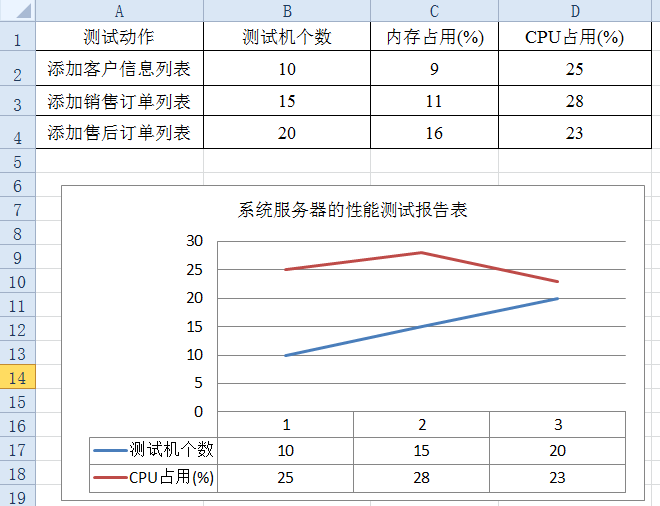 A B C D
1 测试动作 测试机个数 内存占用(%) CPU占用(%)
2 添加客户信息列表 10 9 25
3 添加销售订单列表 15 11 28
4 添加售后订单列表 20 16 23
5
6
7 系统服务器的性能测试报告表
8
9 30
10 25
11 20
12 15
13 10
14 5
15 0
16 1 2 3
17 测试机个数 10 15 20
18 CPU占用(%) 25 28 23
19